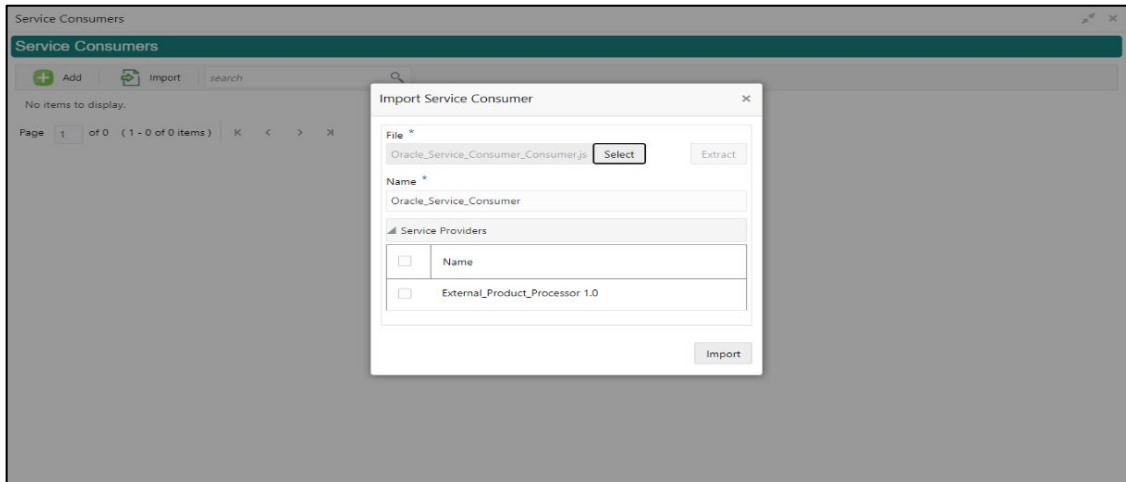 Service Consumers
Service Consumers
Add Import search
No items to display.
Page 1 of 0 (1 - 0 of 0 items)
Import Service Consumer
File *
Oracle_Service_Consumer_Consumer.js Select Extract
Name *
Oracle_Service_Consumer
Service Providers
Name
External_Product_Processor 1.0
Import